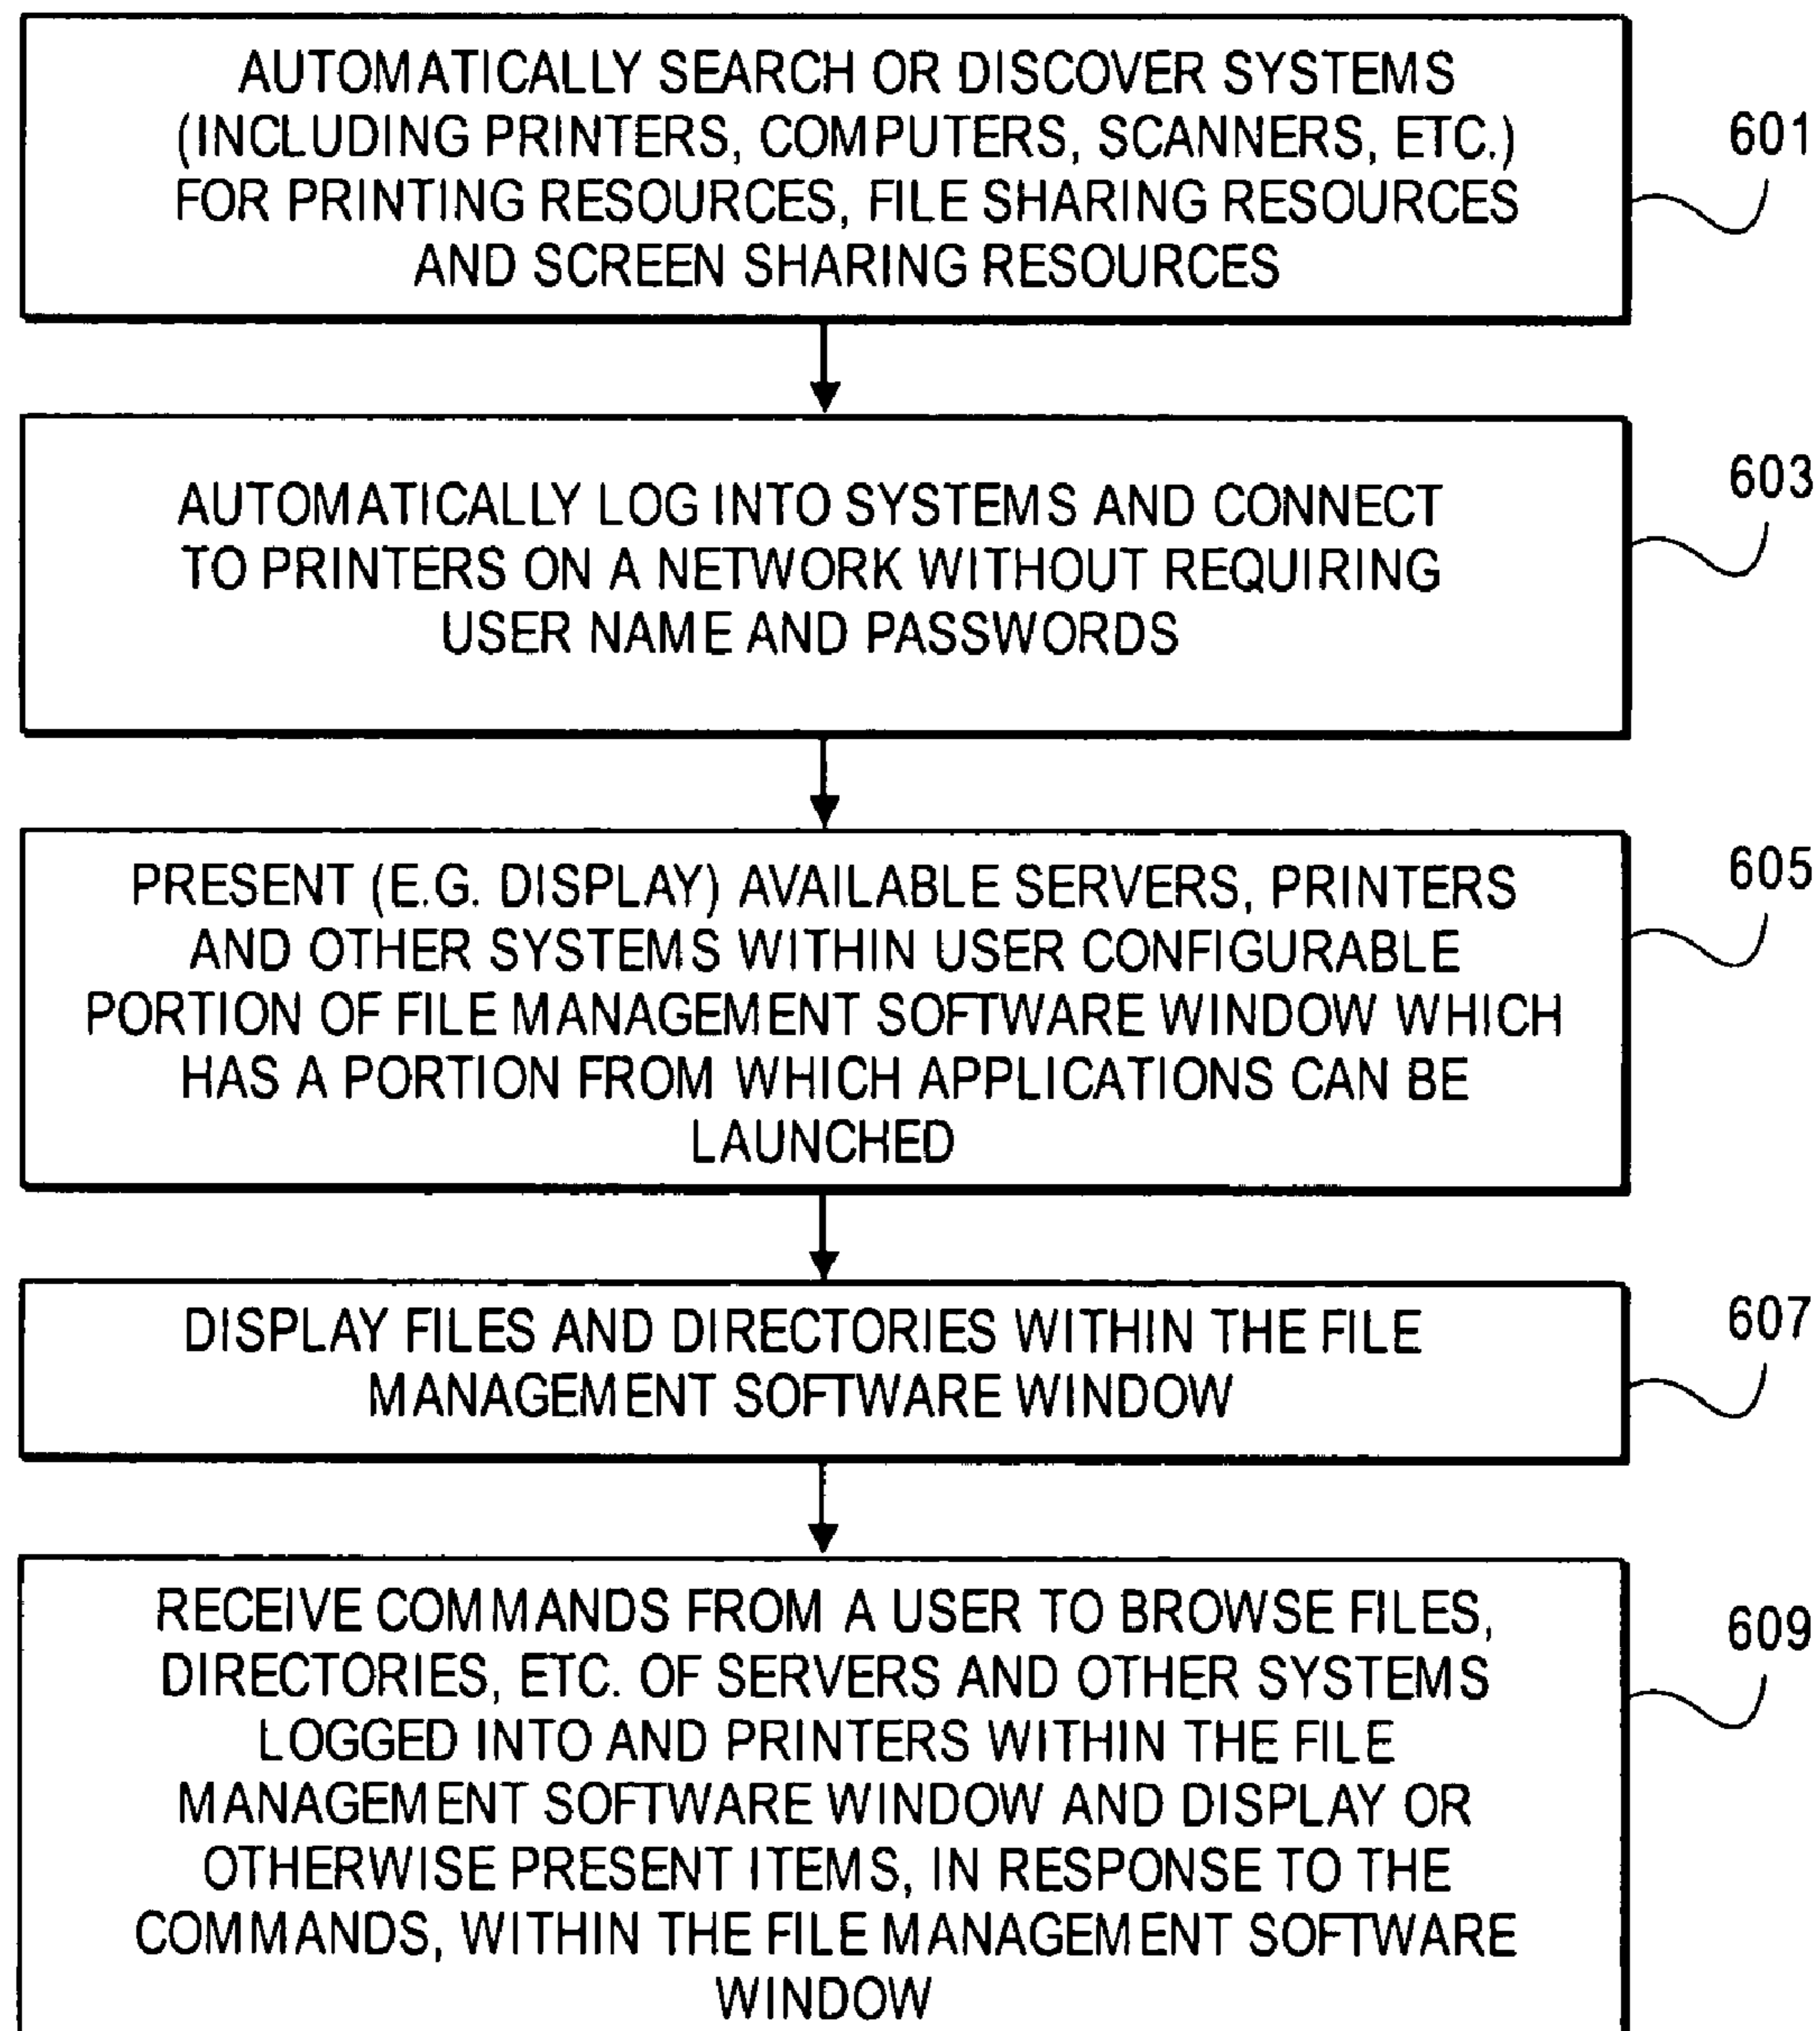 AUTOMATICALLY SEARCH OR DISCOVER SYSTEMS
(INCLUDING PRINTERS, COMPUTERS, SCANNERS, ETC.)
FOR PRINTING RESOURCES, FILE SHARING RESOURCES
AND SCREEN SHARING RESOURCES
601
AUTOMATICALLY LOG INTO SYSTEMS AND CONNECT
TO PRINTERS ON A NETWORK WITHOUT REQUIRING
USER NAME AND PASSWORDS
603
PRESENT (E.G. DISPLAY) AVAILABLE SERVERS, PRINTERS
AND OTHER SYSTEMS WITHIN USER CONFIGURABLE
PORTION OF FILE MANAGEMENT SOFTWARE WINDOW WHICH
HAS A PORTION FROM WHICH APPLICATIONS CAN BE
LAUNCHED
605
DISPLAY FILES AND DIRECTORIES WITHIN THE FILE
MANAGEMENT SOFTWARE WINDOW
607
RECEIVE COMMANDS FROM A USER TO BROWSE FILES,
DIRECTORIES, ETC. OF SERVERS AND OTHER SYSTEMS
LOGGED INTO AND PRINTERS WITHIN THE FILE
MANAGEMENT SOFTWARE WINDOW AND DISPLAY OR
OTHERWISE PRESENT ITEMS, IN RESPONSE TO THE
COMMANDS, WITHIN THE FILE MANAGEMENT SOFTWARE
WINDOW
609